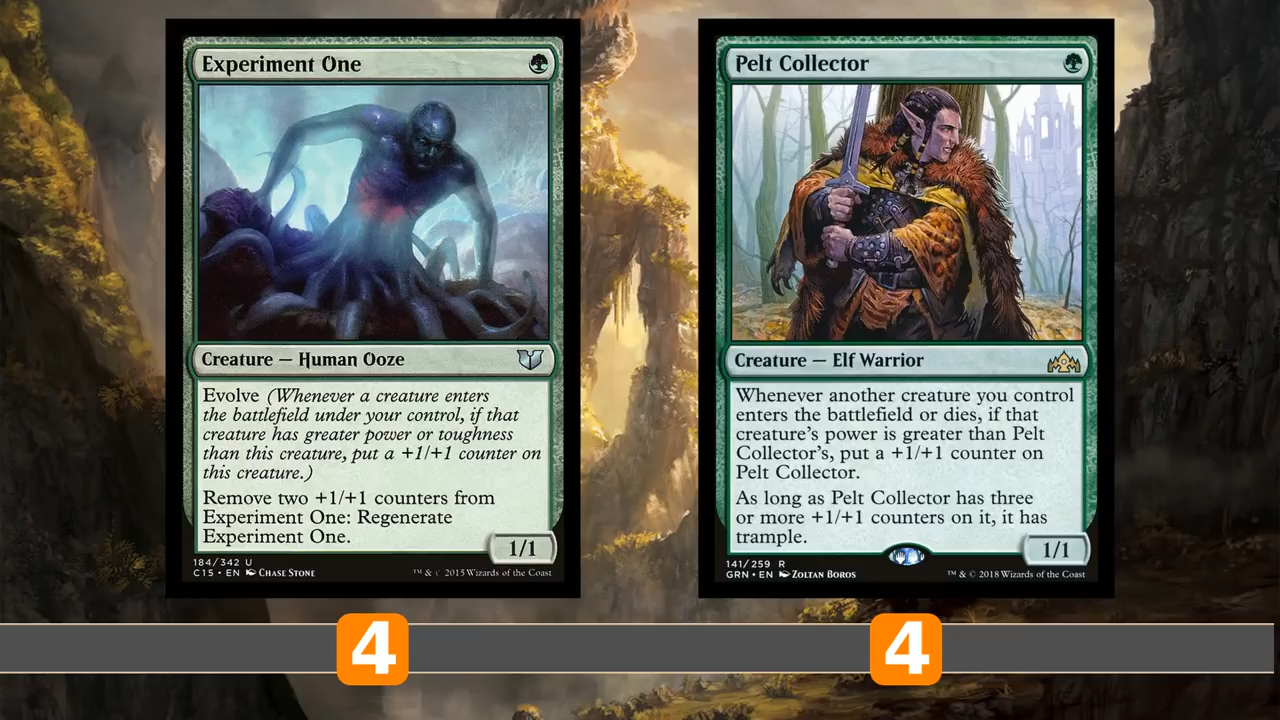 Experiment One
Creature — Human Ooze
Evolve (Whenever a creature enters
the battlefield under your control, if that
creature has greater power or toughness
than this creature, put a +1/+1 counter on
this creature.)
Remove two +1/+1 counters from
Experiment One: Regenerate
Experiment One.
1/1
184/342 U
C15 • EN Chase Stone
™ & © 2015 Wizards of the Coast
4
Pelt Collector
Creature — Elf Warrior
Whenever another creature you control
enters the battlefield or dies, if that
creature's power is greater than Pelt
Collector's, put a +1/+1 counter on
Pelt Collector.
As long as Pelt Collector has three
or more +1/+1 counters on it, it has
trample.
1/1
141/259 R
GRN • EN Zoltan Boros
™ & © 2018 Wizards of the Coast
4